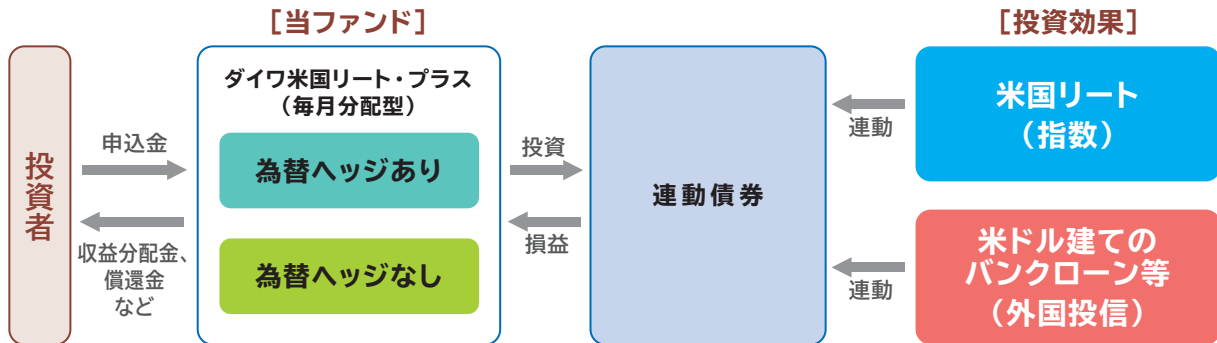 ［当ファンド］
［投資効果］
投資者
申込金
収益分配金、
償還金
など
ダイワ米国リート・プラス
（毎月分配型）
為替ヘッジあり
為替ヘッジなし
投資
損益
連動債券
連動
連動
米国リート
（指数）
米ドル建ての
バンクローン等
（外国投信）